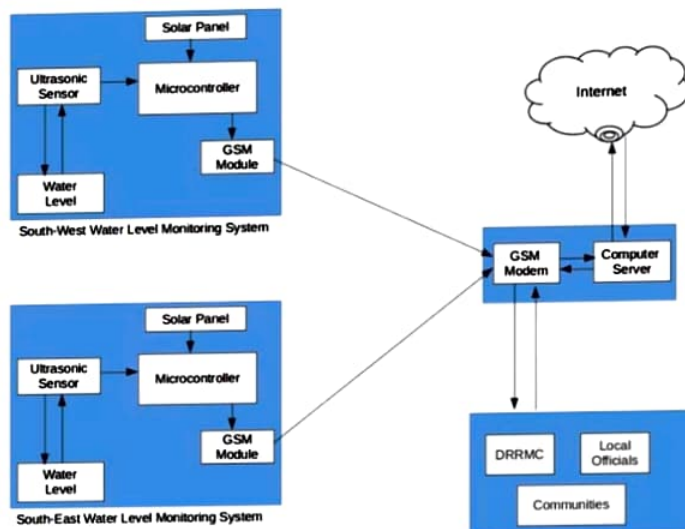 Solar Panel
Ultrasonic
Sensor
Microcontroller
GSM
Module
Water
Level
South-West Water Level Monitoring System
Solar Panel
Ultrasonic
Sensor
Microcontroller
GSM
Module
Water
Level
South-East Water Level Monitoring System
Internet
GSM
Modem
Computer
Server
DRRMC
Local
Officials
Communities